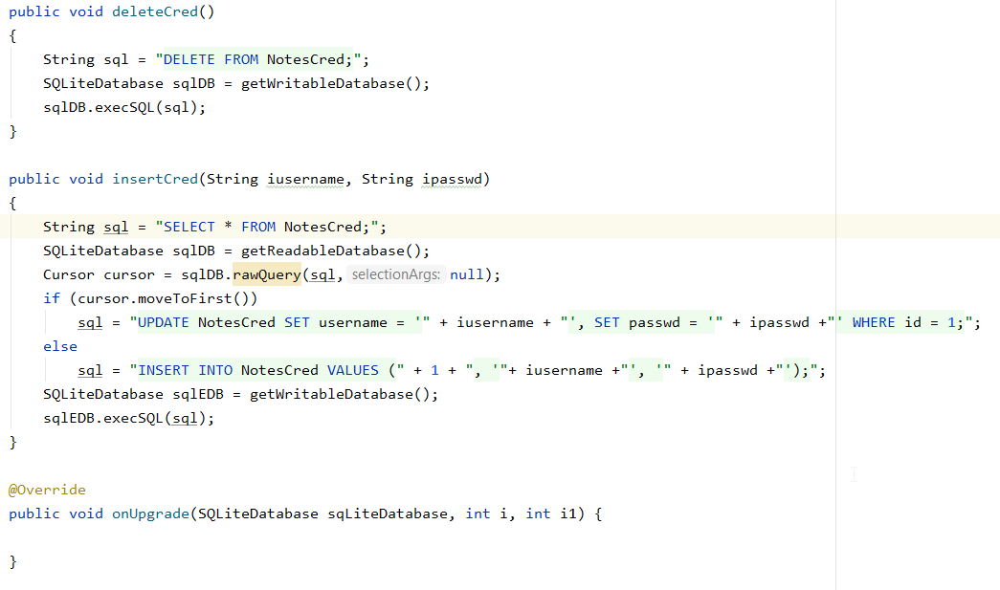 public void deleteCred()
{
String sql = "DELETE FROM NotesCred;";
SQLiteDatabase sqlDB = getWritableDatabase();
sqlDB.execSQL(sql);
}
public void insertCred(String iusername, String ipasswd)
{
String sql = "SELECT * FROM NotesCred;";
SQLiteDatabase sqlDB = getReadableDatabase();
Cursor cursor = sqlDB.rawQuery(sql, selectionArgs: null);
if (cursor.moveToFirst())
sql = "UPDATE NotesCred SET username = '" + iusername + "', SET passwd = '" + ipasswd +"' WHERE id = 1;";
else
sql = "INSERT INTO NotesCred VALUES (" + 1 + ", '"+ iusername +"', '" + ipasswd +"');";
SQLiteDatabase sqlEDB = getWritableDatabase();
sqlEDB.execSQL(sql);
}
@Override
public void onUpgrade(SQLiteDatabase sqLiteDatabase, int i, int i1) {
}